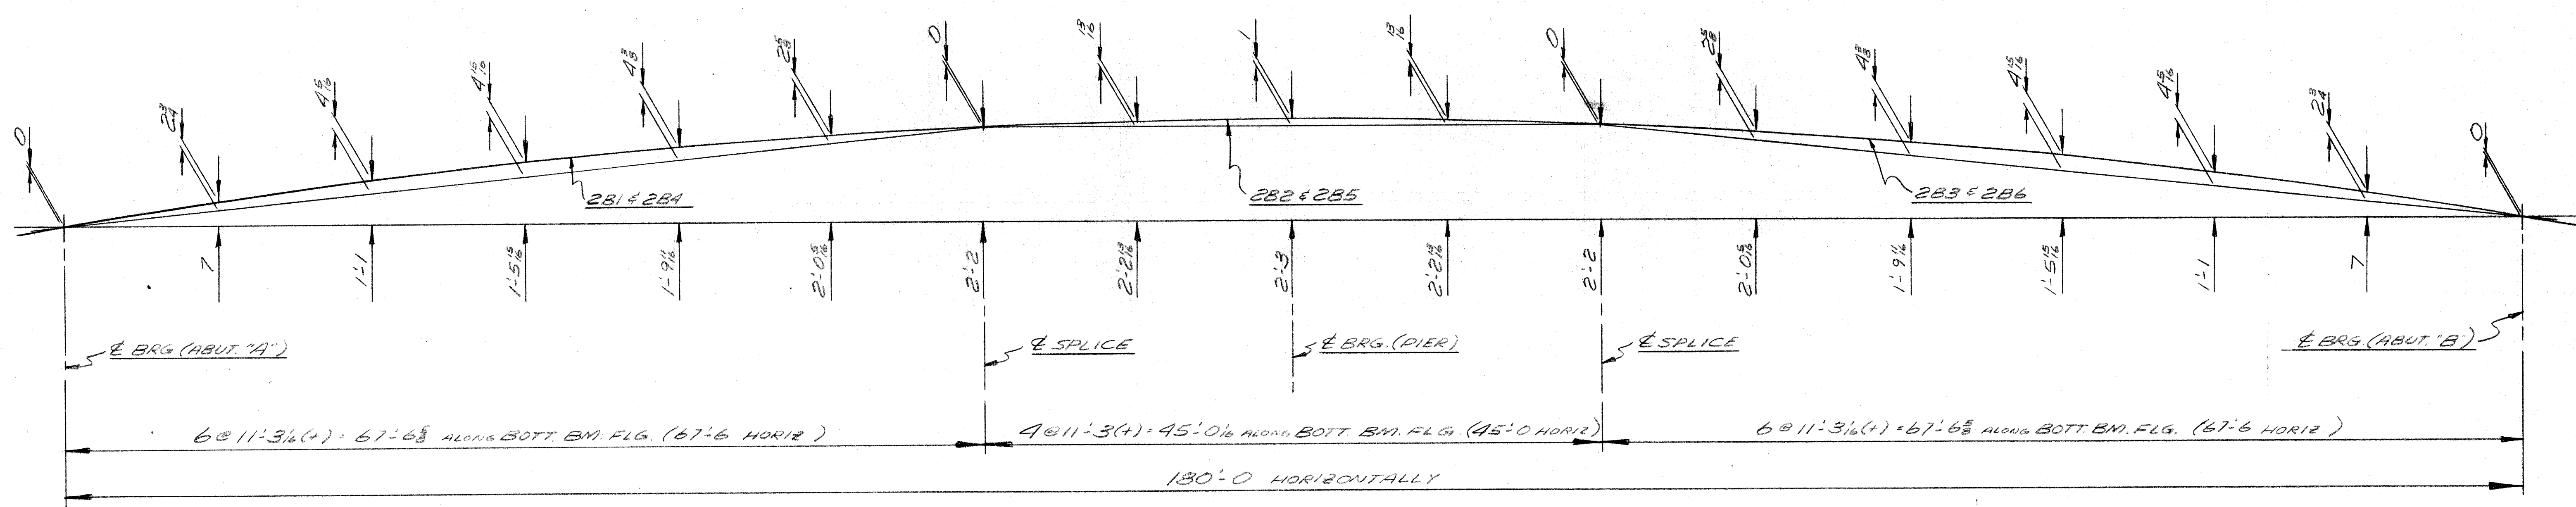 0 2 3/4 4 5/16 4 15/16 4 3/8 2 5/8 0 13/16 1 13/16 0 2 5/8 4 3/8 4 15/16 4 5/16 2 3/4 0
2B1 & 2B4 2B2 & 2B5 2B3 & 2B6
7 1'-1 1'-5 15/16 1'-9 11/16 2'-0 5/16 2'-2 2'-2 13/16 2'-3 2'-2 13/16 2'-2 2'-0 5/16 1'-9 11/16 1'-5 15/16 1'-1 7
℄ BRG (ABUT. "A") ℄ SPLICE ℄ BRG. (PIER) ℄ SPLICE ℄ BRG. (ABUT. "B")
6 @ 11'-3 1/16 (+) = 67'-6 5/8 ALONG BOTT. BM. FLG. (67'-6 HORIZ) 4 @ 11'-3 (+) = 45'-0 1/16 ALONG BOTT. BM. FLG. (45'-0 HORIZ) 6 @ 11'-3 1/16 (+) = 67'-6 5/8 ALONG BOTT. BM. FLG. (67'-6 HORIZ)
180'-0 HORIZONTALLY